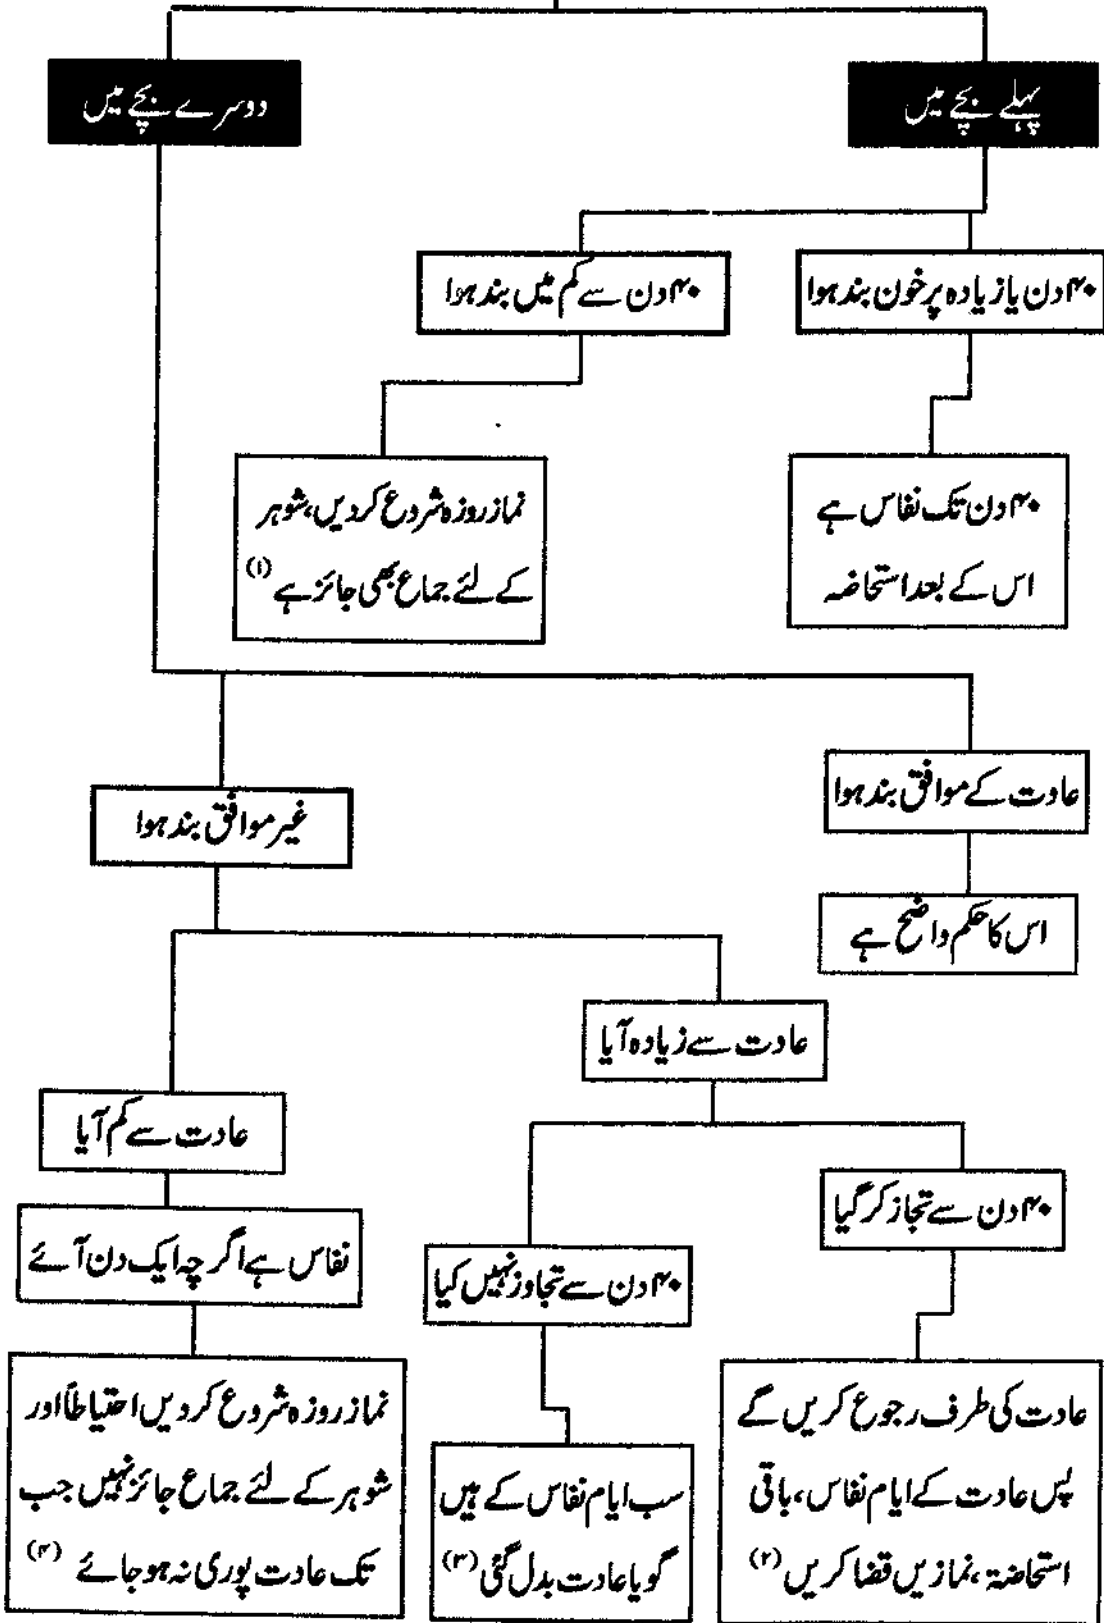 پہلے بچے میں
دوسرے بچے میں
۴۰ دن یا زیادہ پر خون بند ہوا
۴۰ دن سے کم میں بند ہوا
۴۰ دن تک نفاس ہے
اس کے بعد استحاضہ
نماز روزہ شروع کردیں، شوہر
کے لئے جماع بھی جائز ہے (۱)
عادت کے موافق بند ہوا
غیر موافق بند ہوا
اس کا حکم واضح ہے
عادت سے زیادہ آیا
عادت سے کم آیا
۴۰ دن سے تجاز کر گیا
۴۰ دن سے تجاوز نہیں کیا
نفاس ہے اگر چہ ایک دن آئے
عادت کی طرف رجوع کریں گے
پس عادت کے ایام نفاس، باقی
استحاضۃ، نمازیں قضا کریں (۲)
سب ایام نفاس کے ہیں
گویا عادت بدل گئی (۳)
نماز روزہ شروع کردیں احتیاطاً اور
شوہر کے لئے جماع جائز نہیں جب
تک عادت پوری نہ ہو جائے (۴)